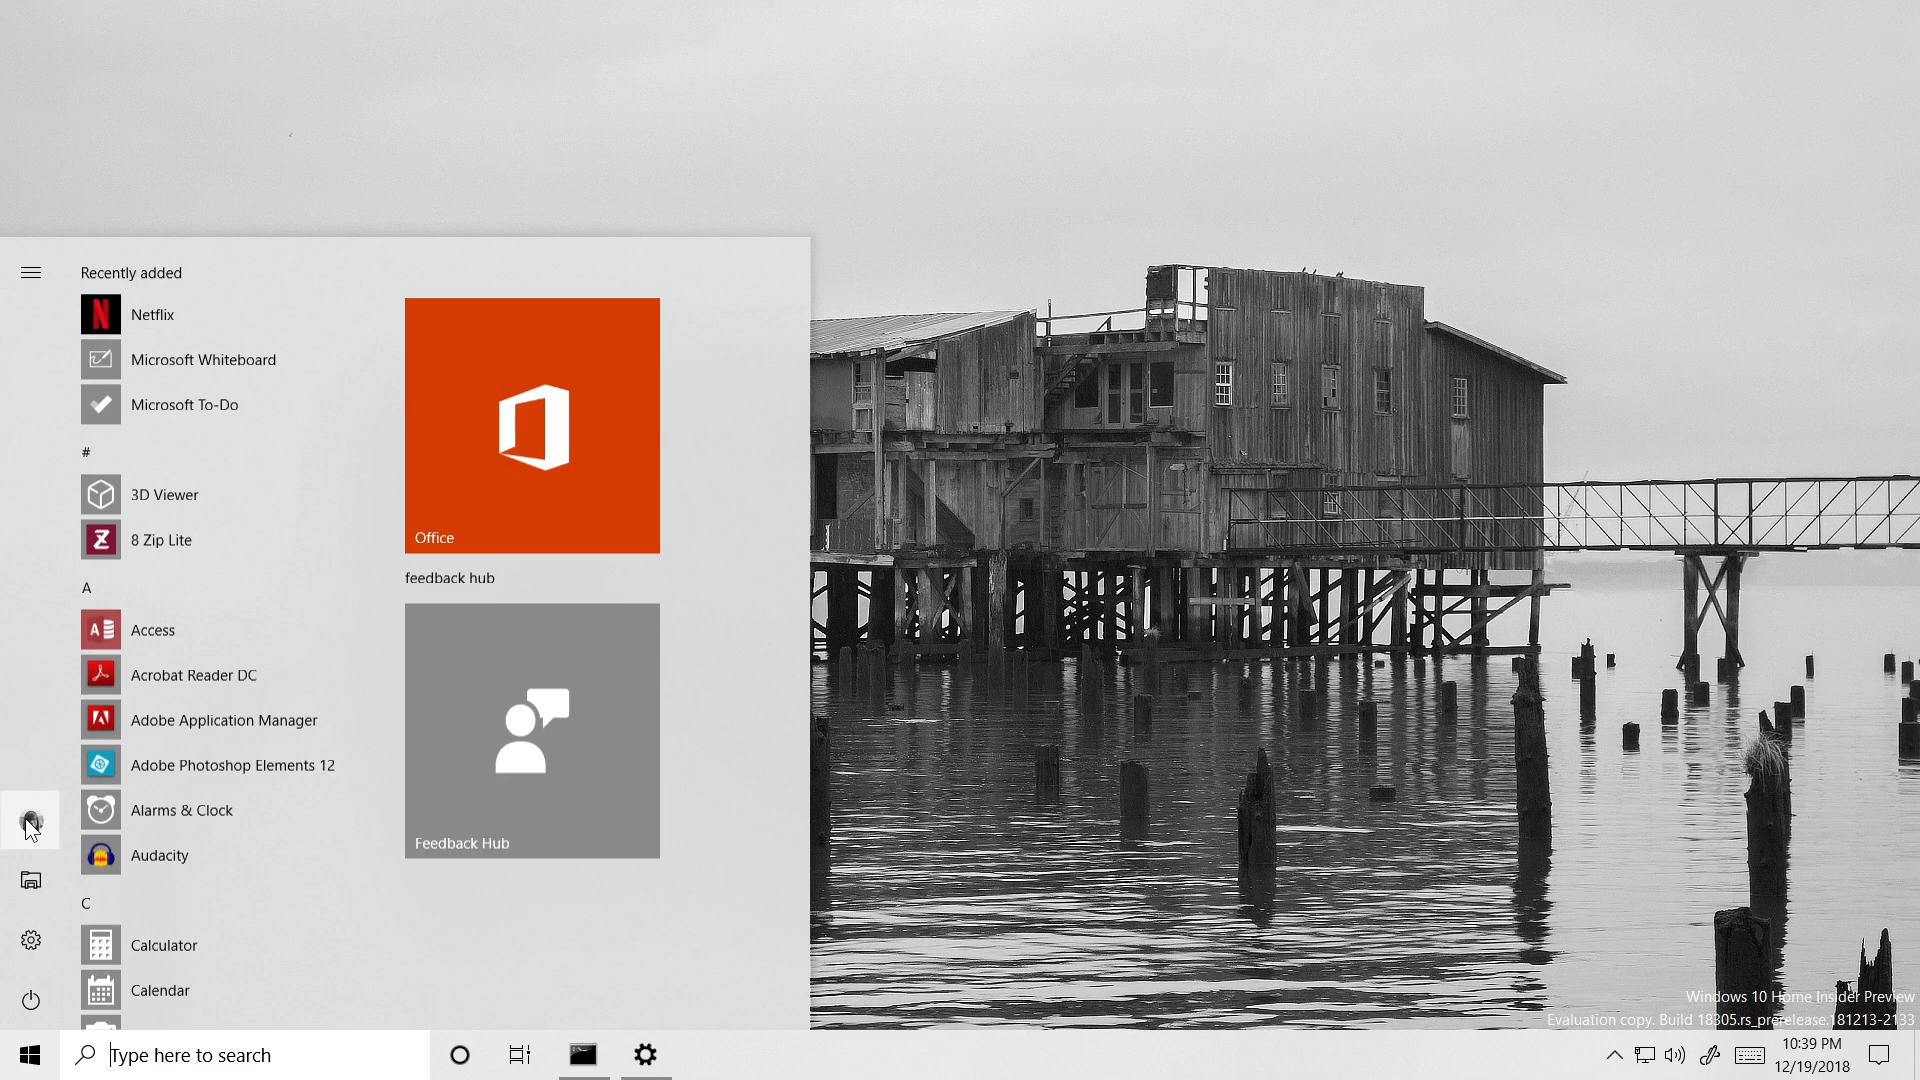 Recently added
Netflix
Microsoft Whiteboard
Microsoft To-Do
#
3D Viewer
8 Zip Lite
A
Access
Acrobat Reader DC
Adobe Application Manager
Adobe Photoshop Elements 12
Alarms & Clock
Audacity
C
Calculator
Calendar
Office
feedback hub
Feedback Hub
Windows 10 Home Insider Preview
Evaluation copy. Build 18305.rs_prerelease.181213-2133
Type here to search
10:39 PM
12/19/2018